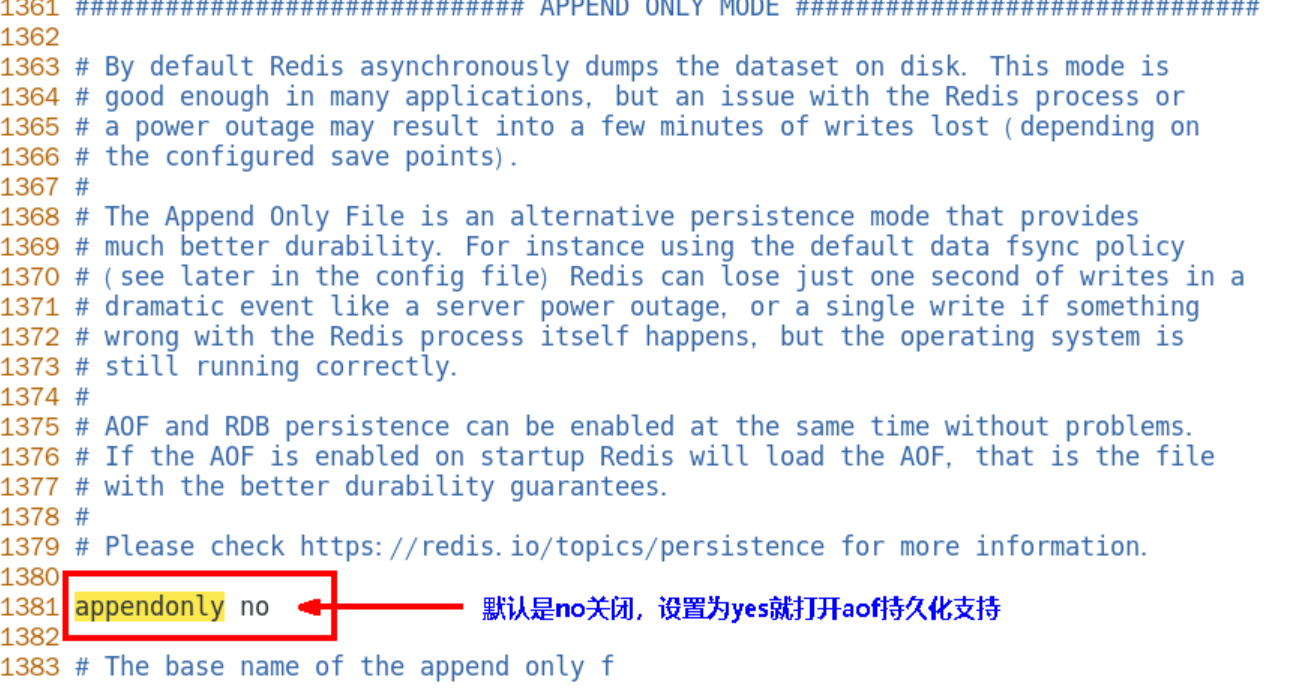 1361 ############################## APPEND ONLY MODE ###############################
1362
1363 # By default Redis asynchronously dumps the dataset on disk. This mode is
1364 # good enough in many applications, but an issue with the Redis process or
1365 # a power outage may result into a few minutes of writes lost (depending on
1366 # the configured save points).
1367 #
1368 # The Append Only File is an alternative persistence mode that provides
1369 # much better durability. For instance using the default data fsync policy
1370 # (see later in the config file) Redis can lose just one second of writes in a
1371 # dramatic event like a server power outage, or a single write if something
1372 # wrong with the Redis process itself happens, but the operating system is
1373 # still running correctly.
1374 #
1375 # AOF and RDB persistence can be enabled at the same time without problems.
1376 # If the AOF is enabled on startup Redis will load the AOF, that is the file
1377 # with the better durability guarantees.
1378 #
1379 # Please check https://redis.io/topics/persistence for more information.
1380
1381 appendonly no 默认是no关闭，设置为yes就打开aof持久化支持
1382
1383 # The base name of the append only f